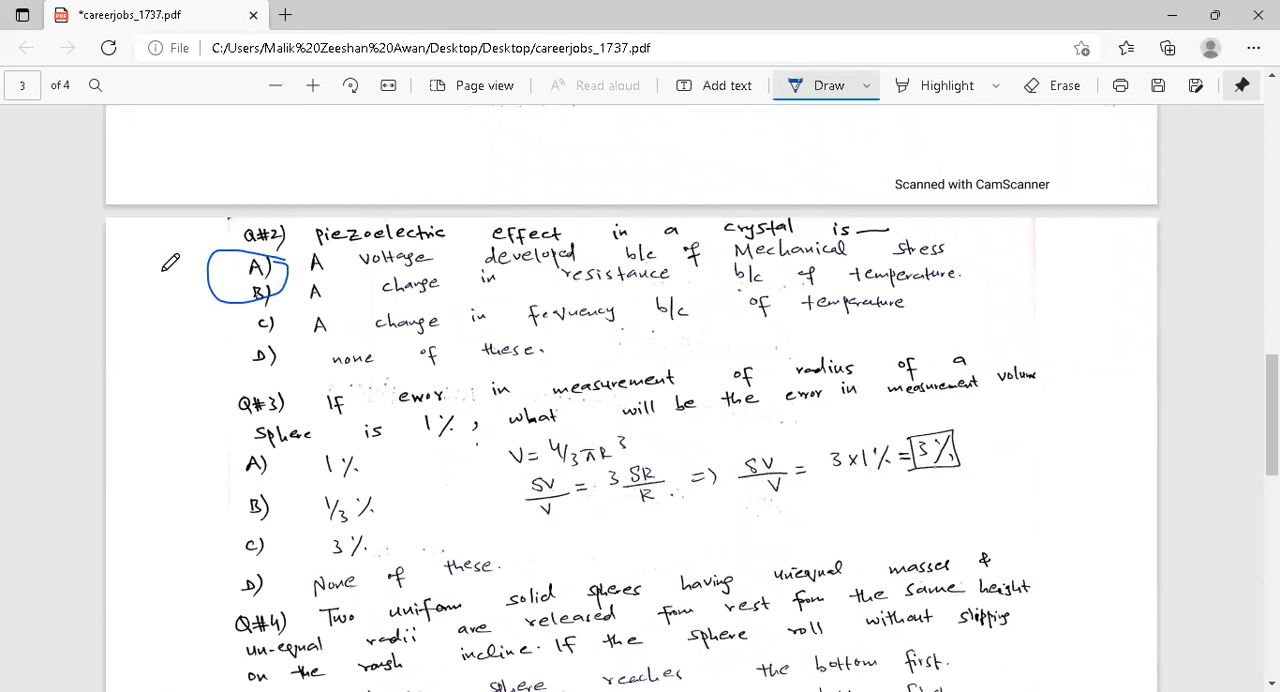 *careerjobs_1737.pdf
File C:/Users/Malik%20Zeeshan%20Awan/Desktop/Desktop/careerjobs_1737.pdf
3 of 4 Page view Read aloud Add text Draw Highlight Erase
Scanned with CamScanner
Q#2) Piezoelectric effect in a crystal is —
A) A voltage developed b/c of Mechanical stress
B) A change in resistance b/c of temperature.
C) A change in frequency b/c of temperature
D) none of these.
Q#3) If error in measurement of radius of a
sphere is 1%, what will be the error in measurement volume
A) 1%
V = 4/3 πR³
δV/V = 3 δR/R => δV/V = 3×1% = 3%
B) 1/3 %
C) 3%
D) None of these.
Q#4) Two uniform solid speres having unequal masses &
un-equal radii are released from rest from the same height
on the rough incline. If the sphere roll without slipping
sphere reaches the bottom first.